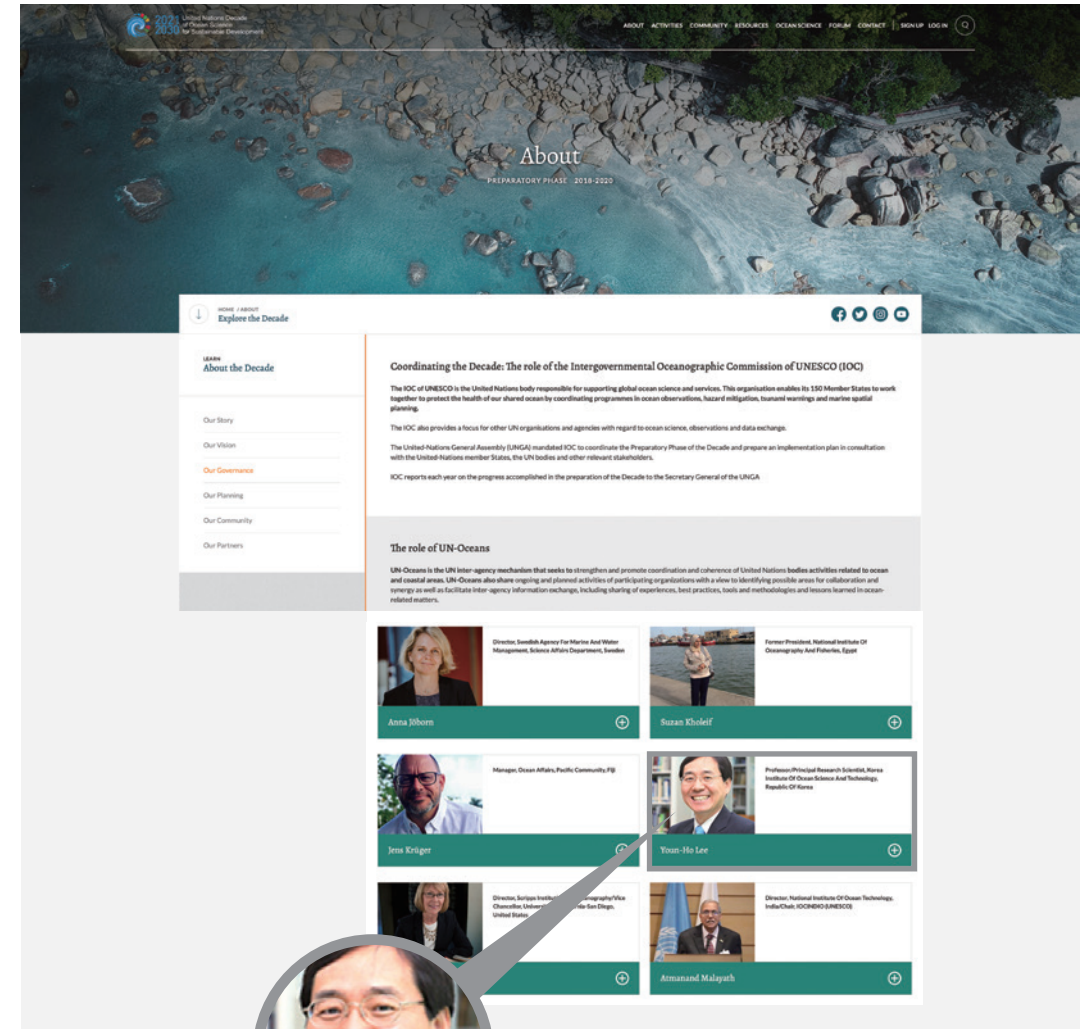 2021
2030
United Nations Decade
of Ocean Science
for Sustainable Development
ABOUT ACTIVITIES COMMUNITY RESOURCES OCEAN SCIENCE FORUM CONTACT | SIGN UP LOG IN
About
PREPARATORY PHASE - 2018-2020
HOME / ABOUT
Explore the Decade
LEARN
About the Decade
Our Story
Our Vision
Our Governance
Our Planning
Our Community
Our Partners
Coordinating the Decade: The role of the Intergovernmental Oceanographic Commission of UNESCO (IOC)
The IOC of UNESCO is the United Nations body responsible for supporting global ocean science and services. This organisation enables its 150 Member States to work
together to protect the health of our shared ocean by coordinating programmes in ocean observations, hazard mitigation, tsunami warnings and marine spatial
planning.
The IOC also provides a focus for other UN organisations and agencies with regard to ocean science, observations and data exchange.
The United-Nations General Assembly (UNGA) mandated IOC to coordinate the Preparatory Phase of the Decade and prepare an implementation plan in consultation
with the United-Nations member States, the UN bodies and other relevant stakeholders.
IOC reports each year on the progress accomplished in the preparation of the Decade to the Secretary General of the UNGA
The role of UN-Oceans
UN-Oceans is the UN inter-agency mechanism that seeks to strengthen and promote coordination and coherence of United Nations bodies activities related to ocean
and coastal areas. UN-Oceans also share ongoing and planned activities of participating organizations with a view to identifying possible areas for collaboration and
synergy as well as facilitate inter-agency information exchange, including sharing of experiences, best practices, tools and methodologies and lessons learned in ocean-
related matters.
Director, Swedish Agency For Marine And Water
Management, Science Affairs Department, Sweden
Anna Jöborn
Former President, National Institute Of
Oceanography And Fisheries, Egypt
Suzan Kholeif
Manager, Ocean Affairs, Pacific Community, Fiji
Jens Krüger
Professor/Principal Research Scientist, Korea
Institute Of Ocean Science And Technology,
Republic Of Korea
Youn-Ho Lee
Director, Scripps
Chancellor, San Diego,
United States
Director, National Institute Of Ocean Technology,
India/Chair, IOCINDIO (UNESCO)
Atmanand Malayath